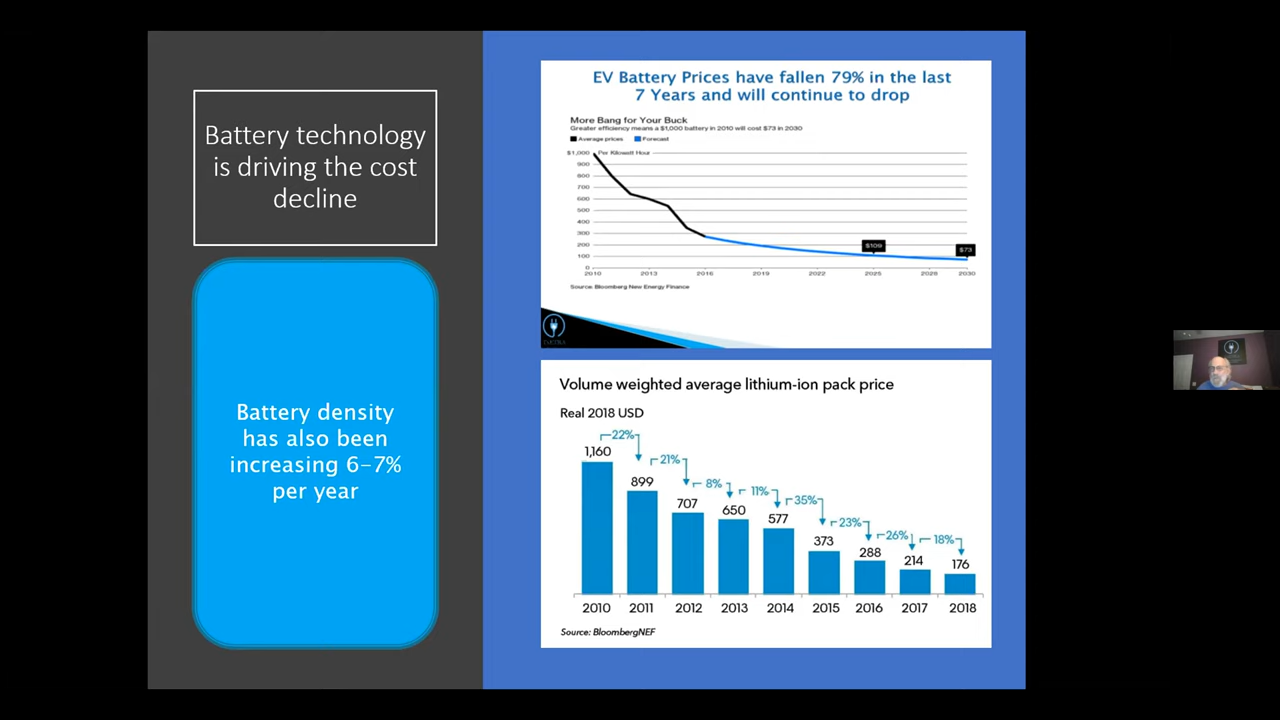 Battery technology
is driving the cost
decline
Battery density
has also been
increasing 6-7%
per year
EV Battery Prices have fallen 79% in the last
7 Years and will continue to drop
More Bang for Your Buck
Greater efficiency means a $1,000 battery in 2010 will cost $73 in 2030
Average prices Forecast
$1,000 Per Kilowatt Hour
900
800
700
600
500
400
300
200
100
0
$109 $73
2010 2013 2016 2019 2022 2025 2028 2030
Source: Bloomberg New Energy Finance
Volume weighted average lithium-ion pack price
Real 2018 USD
22% 21% 8% 11% 35% 23% 26% 18%
1,160 899 707 650 577 373 288 214 176
2010 2011 2012 2013 2014 2015 2016 2017 2018
Source: BloombergNEF